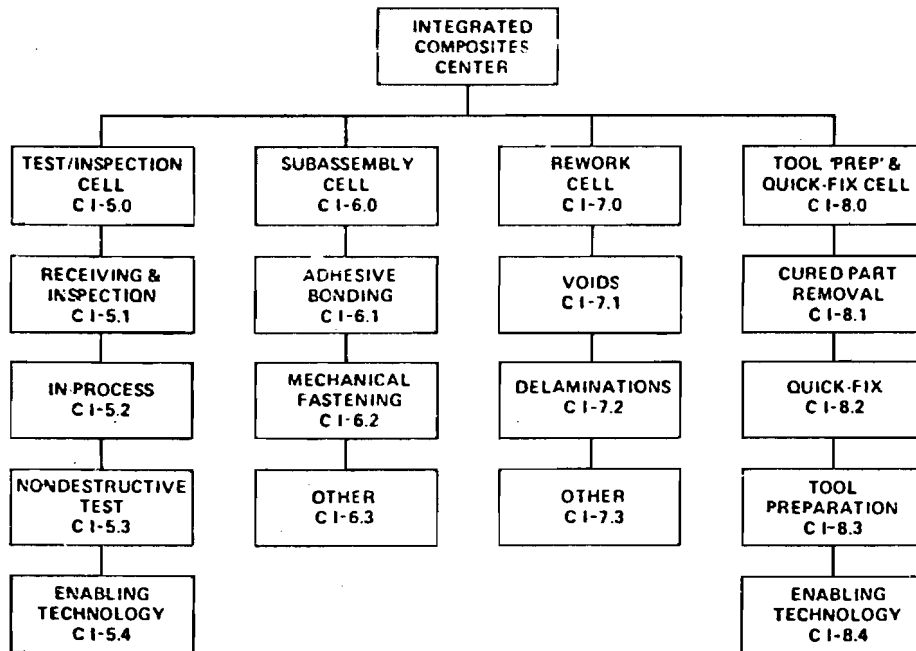 INTEGRATED
COMPOSITES
CENTER
TEST/INSPECTION
CELL
C I-5.0
SUBASSEMBLY
CELL
C I-6.0
REWORK
CELL
C I-7.0
TOOL 'PREP' &
QUICK-FIX CELL
C I-8.0
RECEIVING &
INSPECTION
C I-5.1
ADHESIVE
BONDING
C I-6.1
VOIDS
C I-7.1
CURED PART
REMOVAL
C I-8.1
IN-PROCESS
C I-5.2
MECHANICAL
FASTENING
C I-6.2
DELAMINATIONS
C I-7.2
QUICK-FIX
C I-8.2
NONDESTRUCTIVE
TEST
C I-5.3
OTHER
C I-6.3
OTHER
C I-7.3
TOOL
PREPARATION
C I-8.3
ENABLING
TECHNOLOGY
C I-5.4
ENABLING
TECHNOLOGY
C I-8.4